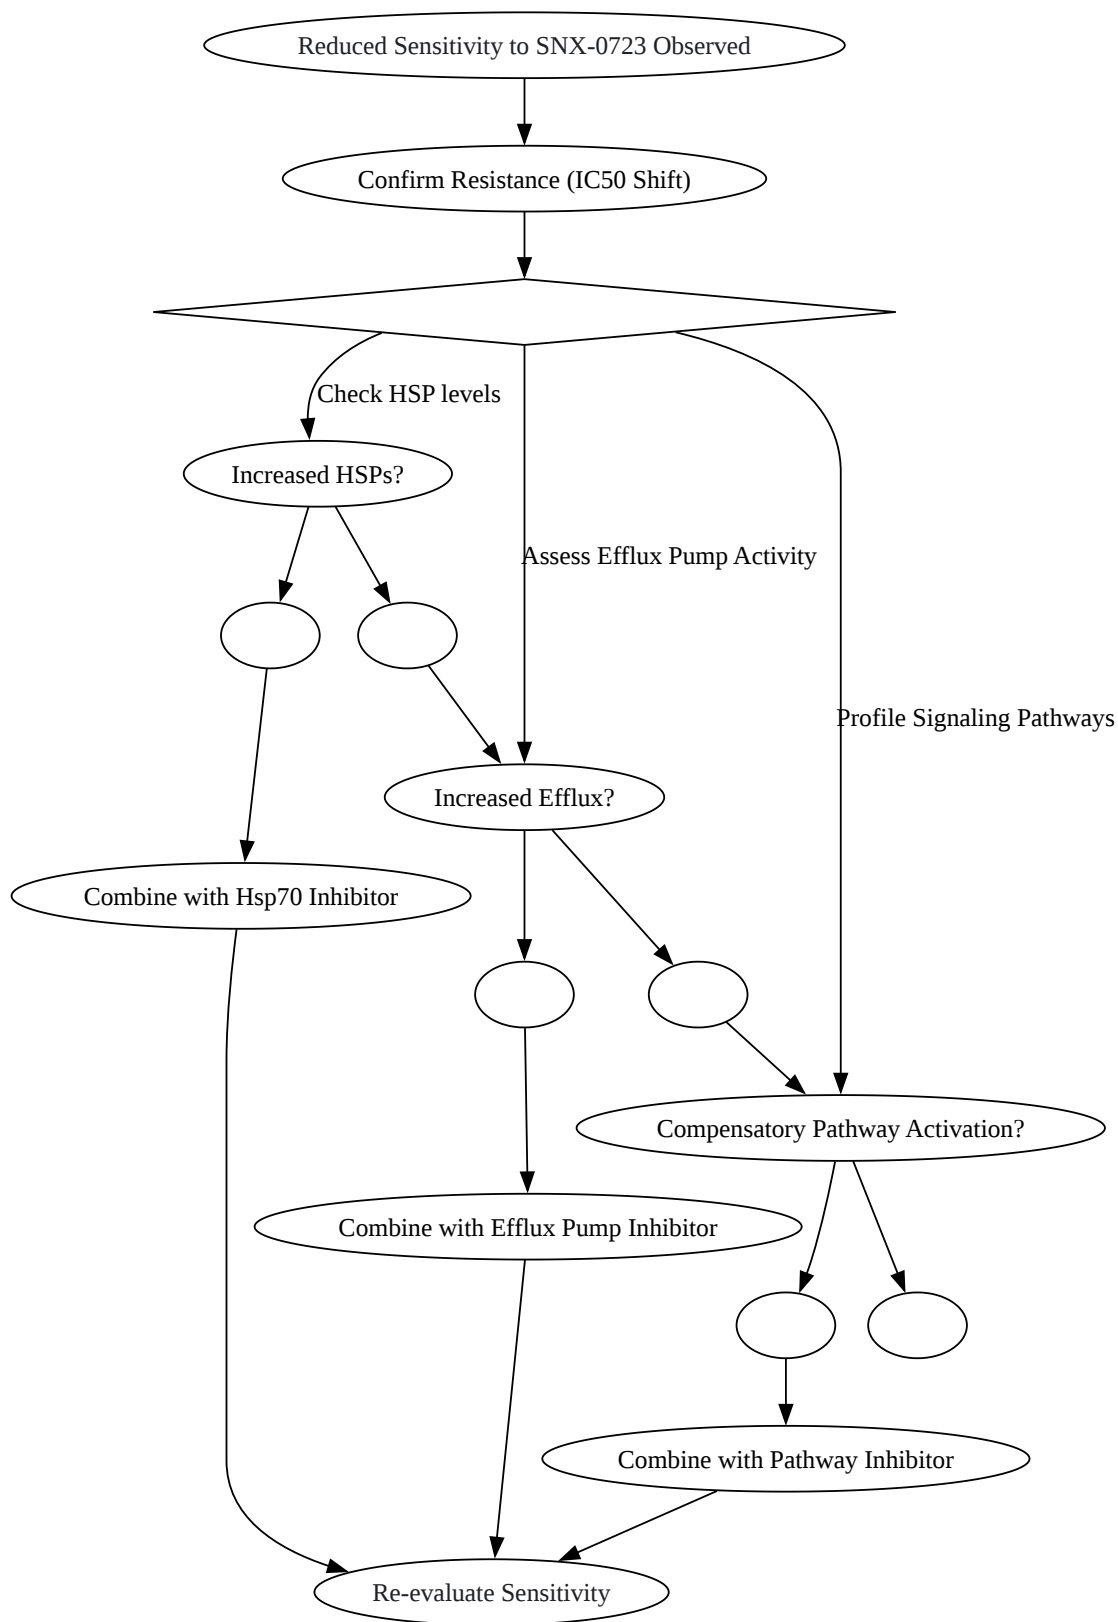 Reduced Sensitivity to SNX-0723 Observed
Confirm Resistance (IC50 Shift)
Check HSP levels
Increased HSPs?
Assess Efflux Pump Activity
Profile Signaling Pathways
Increased Efflux?
Combine with Hsp70 Inhibitor
Compensatory Pathway Activation?
Combine with Efflux Pump Inhibitor
Combine with Pathway Inhibitor
Re-evaluate Sensitivity